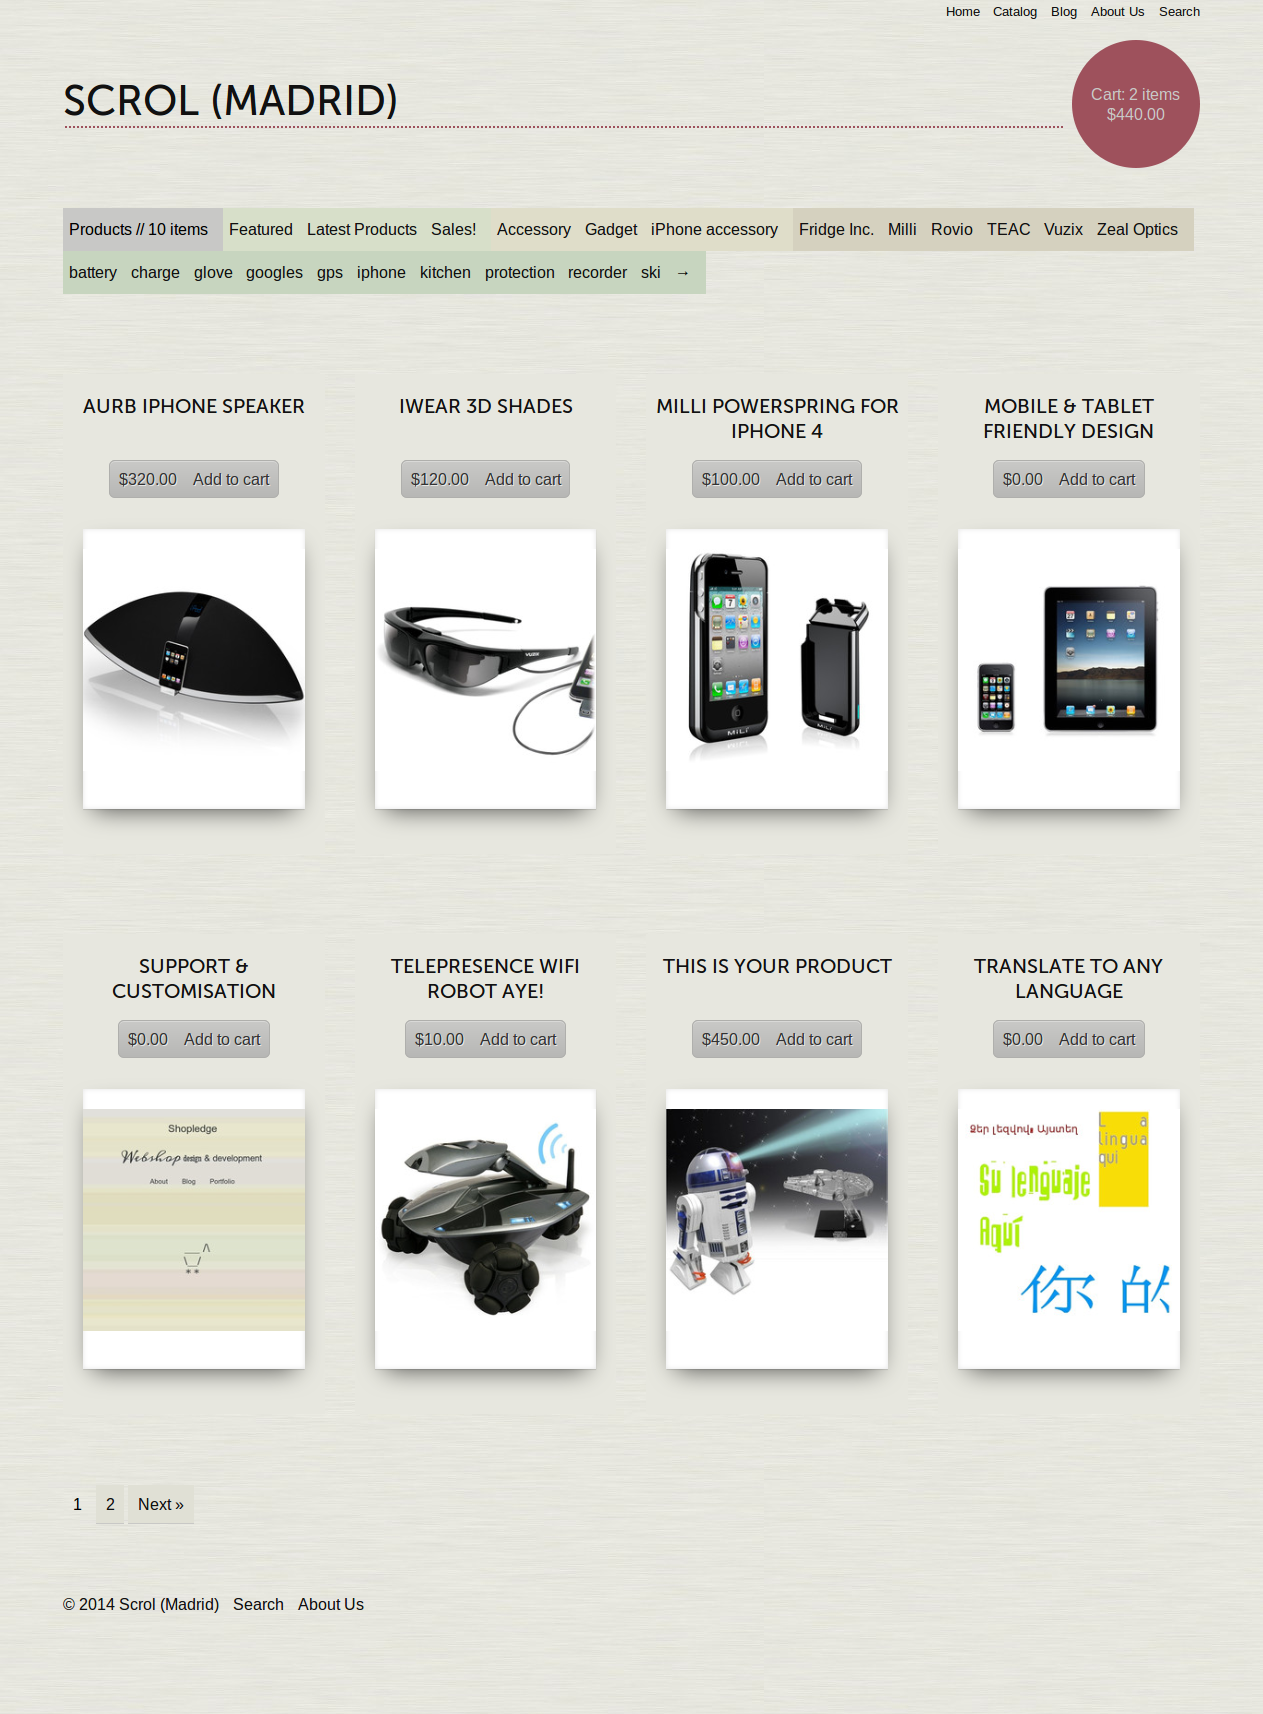 Home Catalog Blog About Us Search
SCROL (MADRID)
Cart: 2 items
$440.00
Products // 10 items Featured Latest Products Sales! Accessory Gadget iPhone accessory Fridge Inc. Milli Rovio TEAC Vuzix Zeal Optics
battery charge glove googles gps iphone kitchen protection recorder ski →
AURB IPHONE SPEAKER
$320.00 Add to cart
IWEAR 3D SHADES
$120.00 Add to cart
VUZIX
MILLI POWERSPRING FOR
IPHONE 4
$100.00 Add to cart
MiLi
MiLi
MOBILE & TABLET
FRIENDLY DESIGN
$0.00 Add to cart
SUPPORT &
CUSTOMISATION
$0.00 Add to cart
Shopledge
Webshop design & development
About Blog Portfolio
TELEPRESENCE WIFI
ROBOT AYE!
$10.00 Add to cart
THIS IS YOUR PRODUCT
$450.00 Add to cart
TRANSLATE TO ANY
LANGUAGE
$0.00 Add to cart
Ձեր լեզվով: Այստեղ
La
lingua
qui
Su lenguaje
Aquí
你 的
1 2 Next »
© 2014 Scrol (Madrid) Search About Us